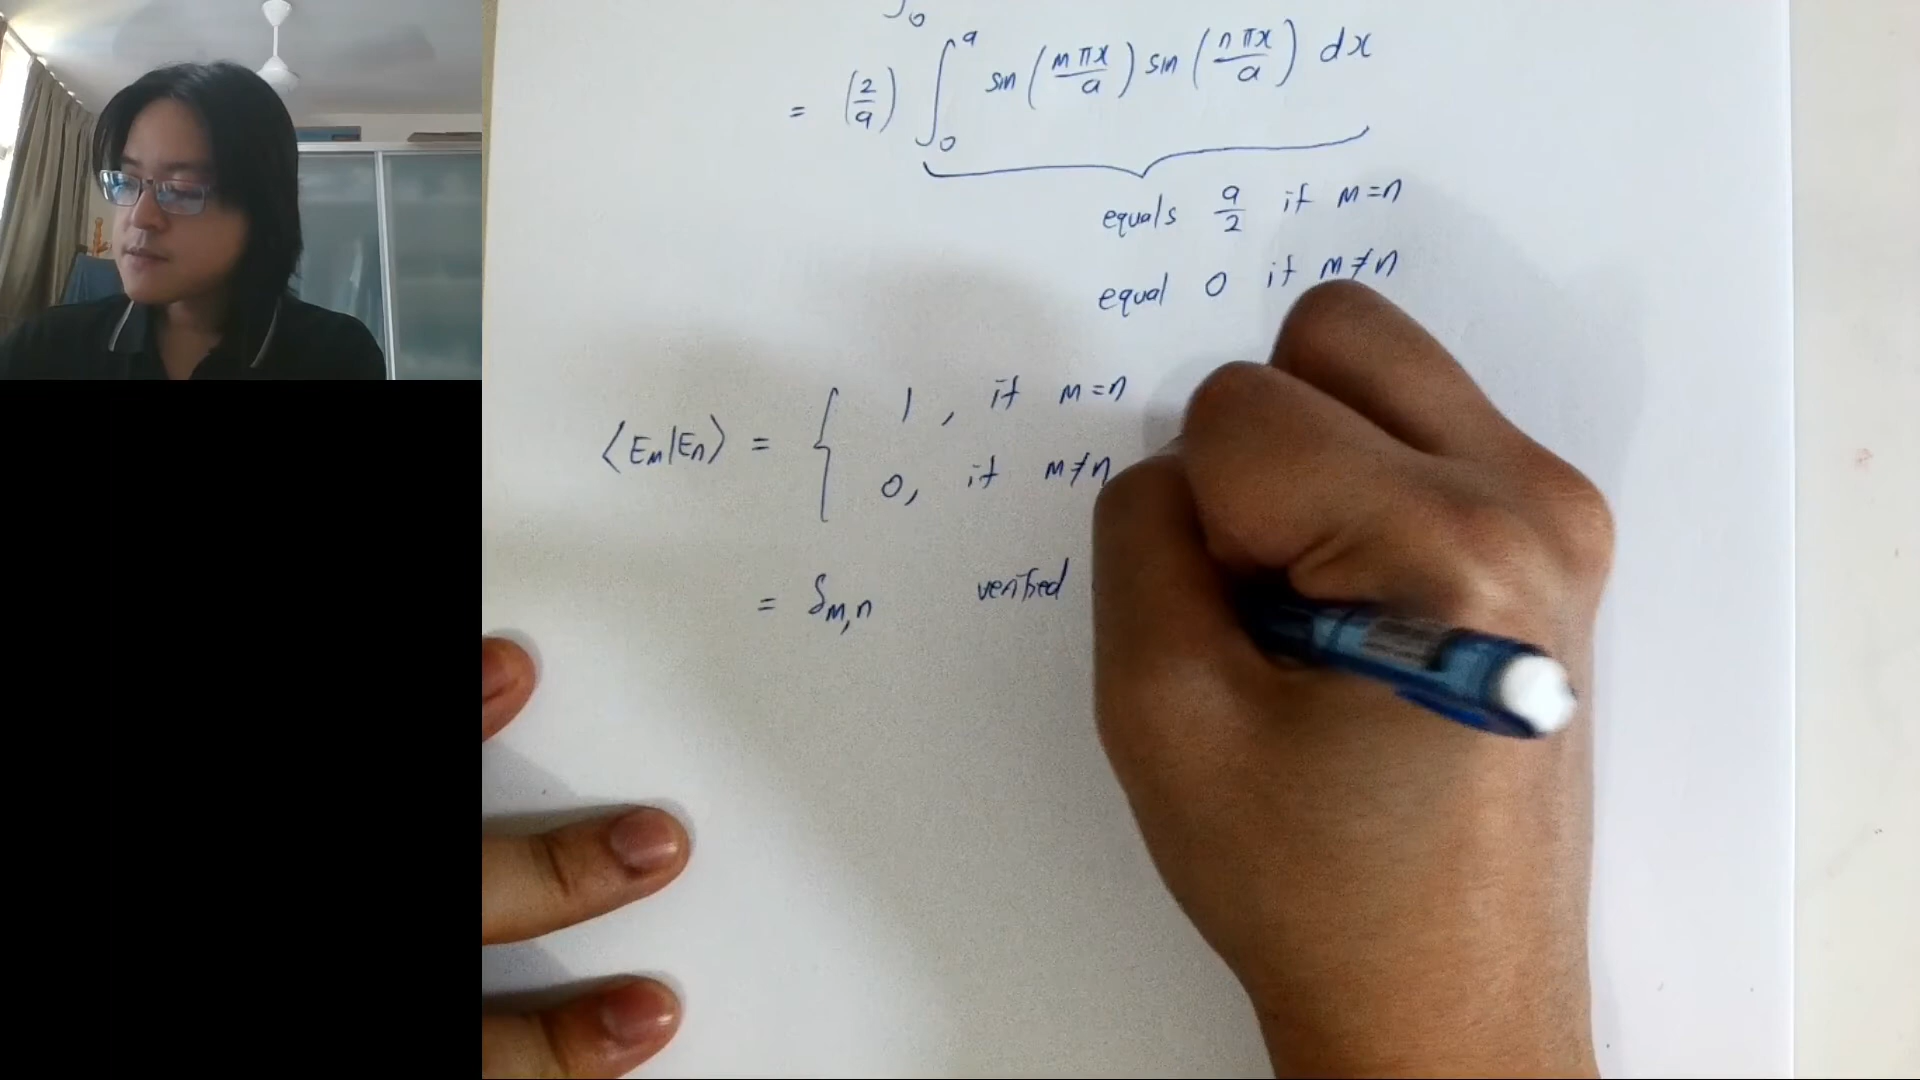 ∫₀
= (2/a) ∫₀ᵃ sin(mπx/a) sin(nπx/a) dx
equals a/2 if m=n
equal 0 if m≠n
⟨Em|En⟩ = { 1, if m=n
0, if m≠n
= δm,n verified